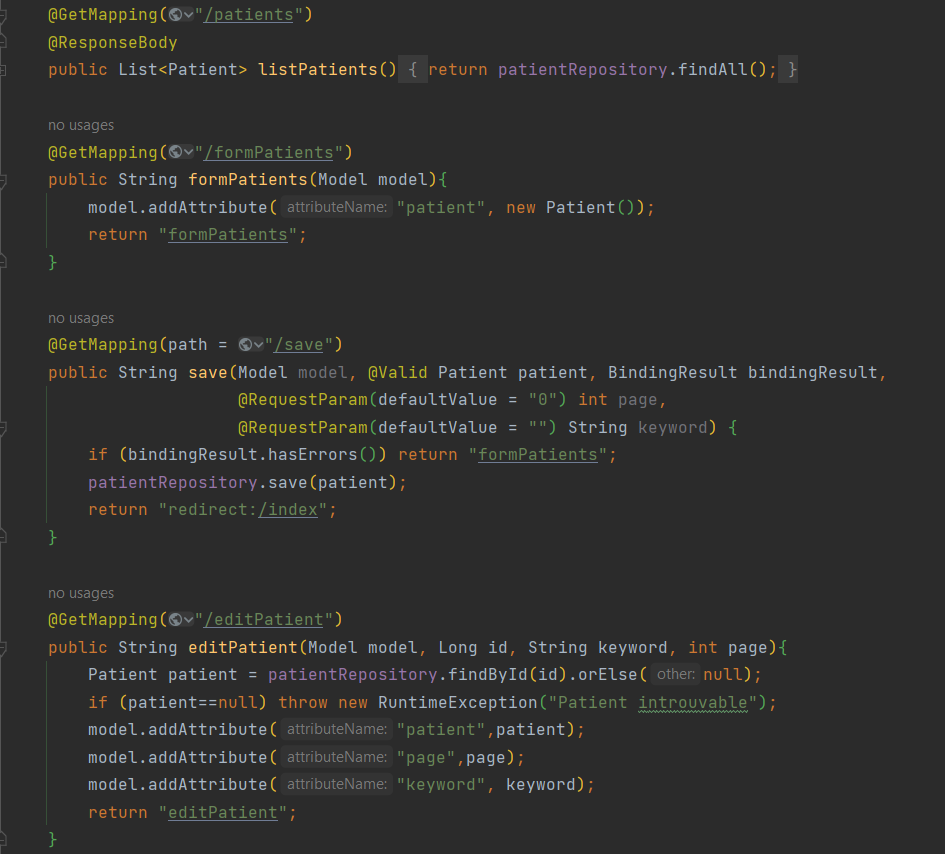 @GetMapping("/patients")
@ResponseBody
public List<Patient> listPatients() { return patientRepository.findAll(); }
no usages
@GetMapping("/formPatients")
public String formPatients(Model model){
model.addAttribute( attributeName: "patient", new Patient());
return "formPatients";
}
no usages
@GetMapping(path = "/save")
public String save(Model model, @Valid Patient patient, BindingResult bindingResult,
@RequestParam(defaultValue = "0") int page,
@RequestParam(defaultValue = "") String keyword) {
if (bindingResult.hasErrors()) return "formPatients";
patientRepository.save(patient);
return "redirect:/index";
}
no usages
@GetMapping("/editPatient")
public String editPatient(Model model, Long id, String keyword, int page){
Patient patient = patientRepository.findById(id).orElse( other: null);
if (patient==null) throw new RuntimeException("Patient introuvable");
model.addAttribute( attributeName: "patient",patient);
model.addAttribute( attributeName: "page",page);
model.addAttribute( attributeName: "keyword", keyword);
return "editPatient";
}